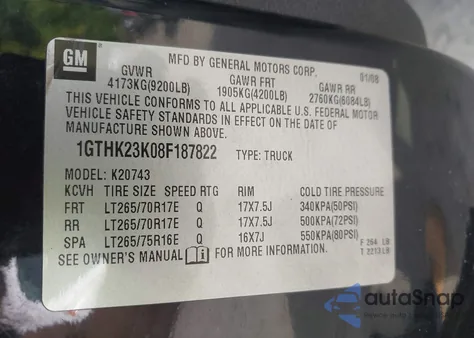 GM
MFD BY GENERAL MOTORS CORP.
01/08
GVWR GAWR FRT GAWR RR
4173KG(9200LB) 1905KG(4200LB) 2760KG(6084LB)
THIS VEHICLE CONFORMS TO ALL APPLICABLE U.S. FEDERAL MOTOR
VEHICLE SAFETY STANDARDS IN EFFECT ON THE DATE OF
MANUFACTURE SHOWN ABOVE.
1GTHK23K08F187822 TYPE: TRUCK
MODEL: K20743
KCVH TIRE SIZE SPEED RTG RIM COLD TIRE PRESSURE
FRT LT265/70R17E Q 17X7.5J 340KPA(50PSI)
RR LT265/70R17E Q 17X7.5J 500KPA(72PSI)
SPA LT265/75R16E Q 16X7J 550KPA(80PSI)
SEE OWNER'S MANUAL FOR MORE INFORMATION.
F 264 LB
T 2213 LB
autoSnap